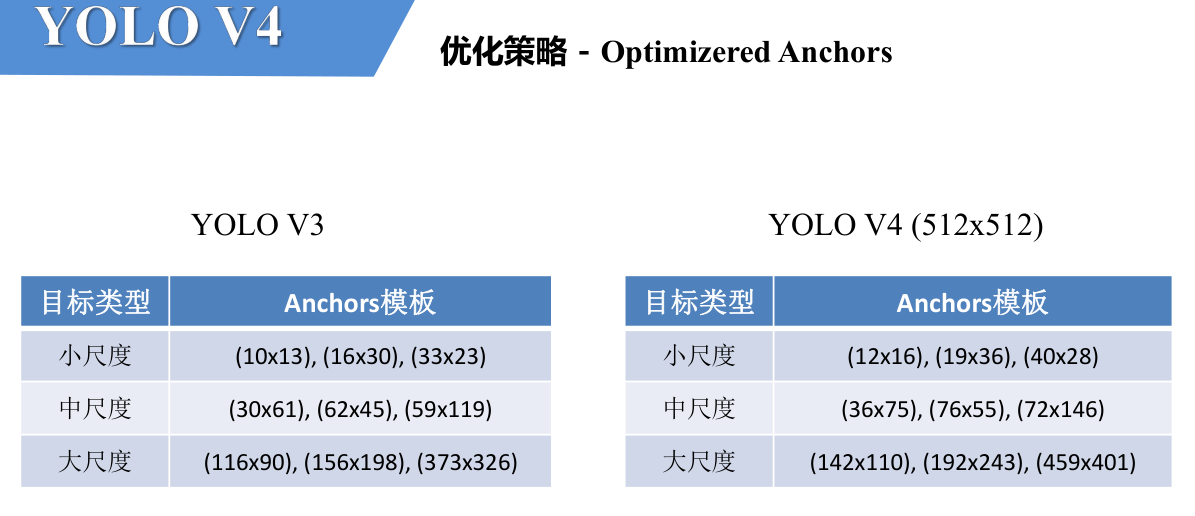 YOLO V4
优化策略 - Optimizered Anchors
YOLO V3
目标类型 Anchors模板
小尺度 (10x13), (16x30), (33x23)
中尺度 (30x61), (62x45), (59x119)
大尺度 (116x90), (156x198), (373x326)
YOLO V4 (512x512)
目标类型 Anchors模板
小尺度 (12x16), (19x36), (40x28)
中尺度 (36x75), (76x55), (72x146)
大尺度 (142x110), (192x243), (459x401)